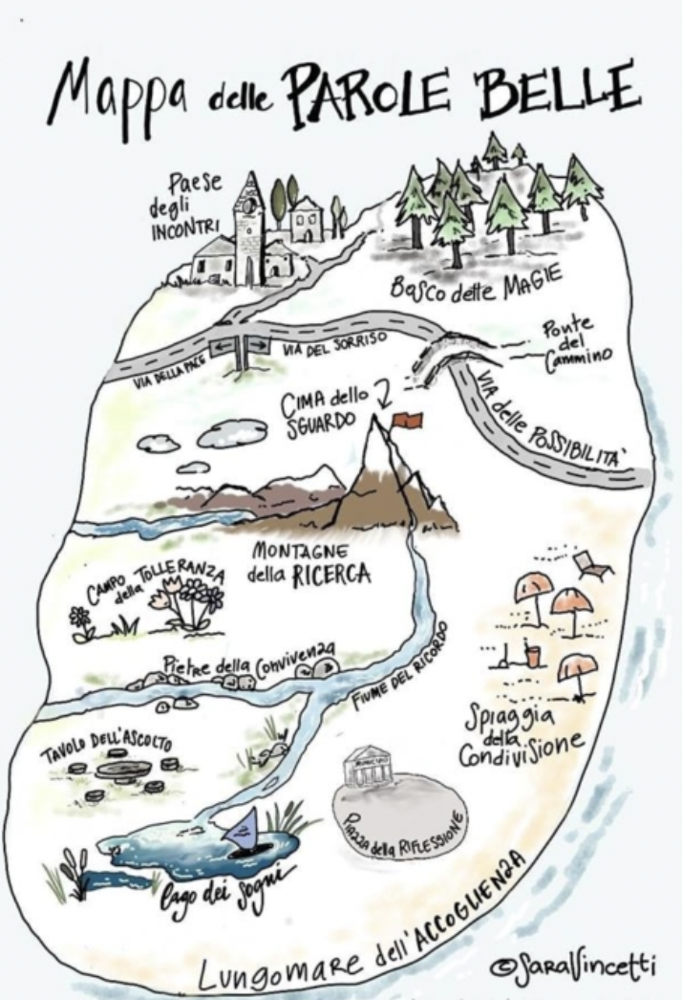 Mappa delle PAROLE BELLE
Paese
degli
INCONTRI
BOSCO delle MAGIE
Ponte
del
Cammino
VIA DELLA PACE
VIA DEL SORRISO
VIA delle POSSIBILITA'
CIMA dello
SGUARDO
MONTAGNE
della RICERCA
CAMPO
della TOLLERANZA
Pietre della Convivenza
FIUME DEL RICORDO
Spiaggia
della
Condivisione
TAVOLO DELL'ASCOLTO
PIAZZA della RIFLESSIONE
Lago dei Sogni
Lungomare dell'ACCOGLIENZA
©SaraVincetti